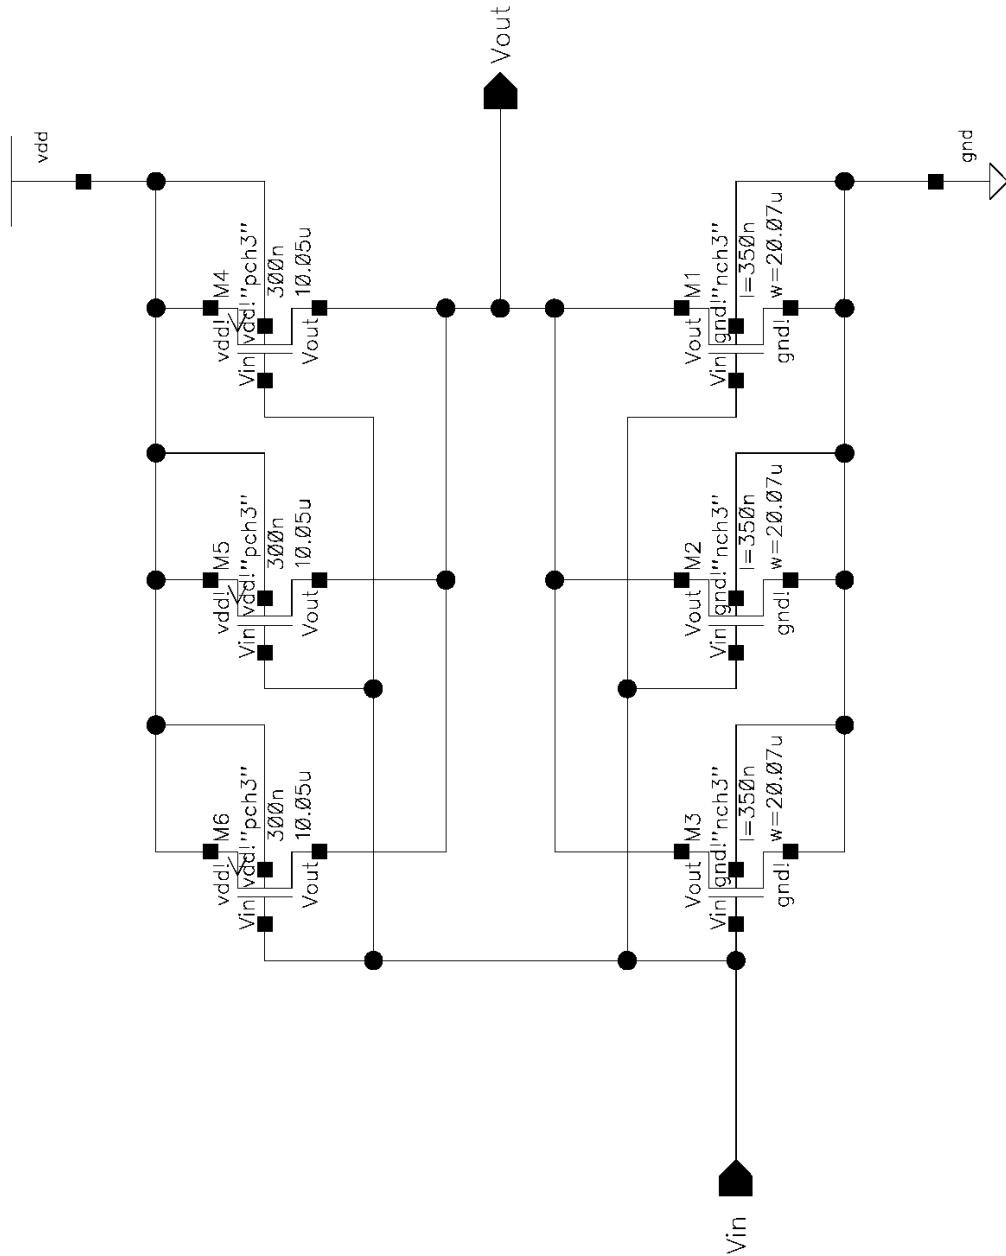 vdd
Vout
gnd
M4
vdd!
vdd!"pch3"
300n
Vin
10.05u
Vout
M1
Vout
gnd!"nch3"
l=350n
Vin
w=20.07u
gnd!
M5
vdd!
vdd!"pch3"
300n
Vin
10.05u
Vout
M2
Vout
gnd!"nch3"
l=350n
Vin
w=20.07u
gnd!
M6
vdd!
vdd!"pch3"
300n
Vin
10.05u
Vout
M3
Vout
gnd!"nch3"
l=350n
Vin
w=20.07u
gnd!
Vin